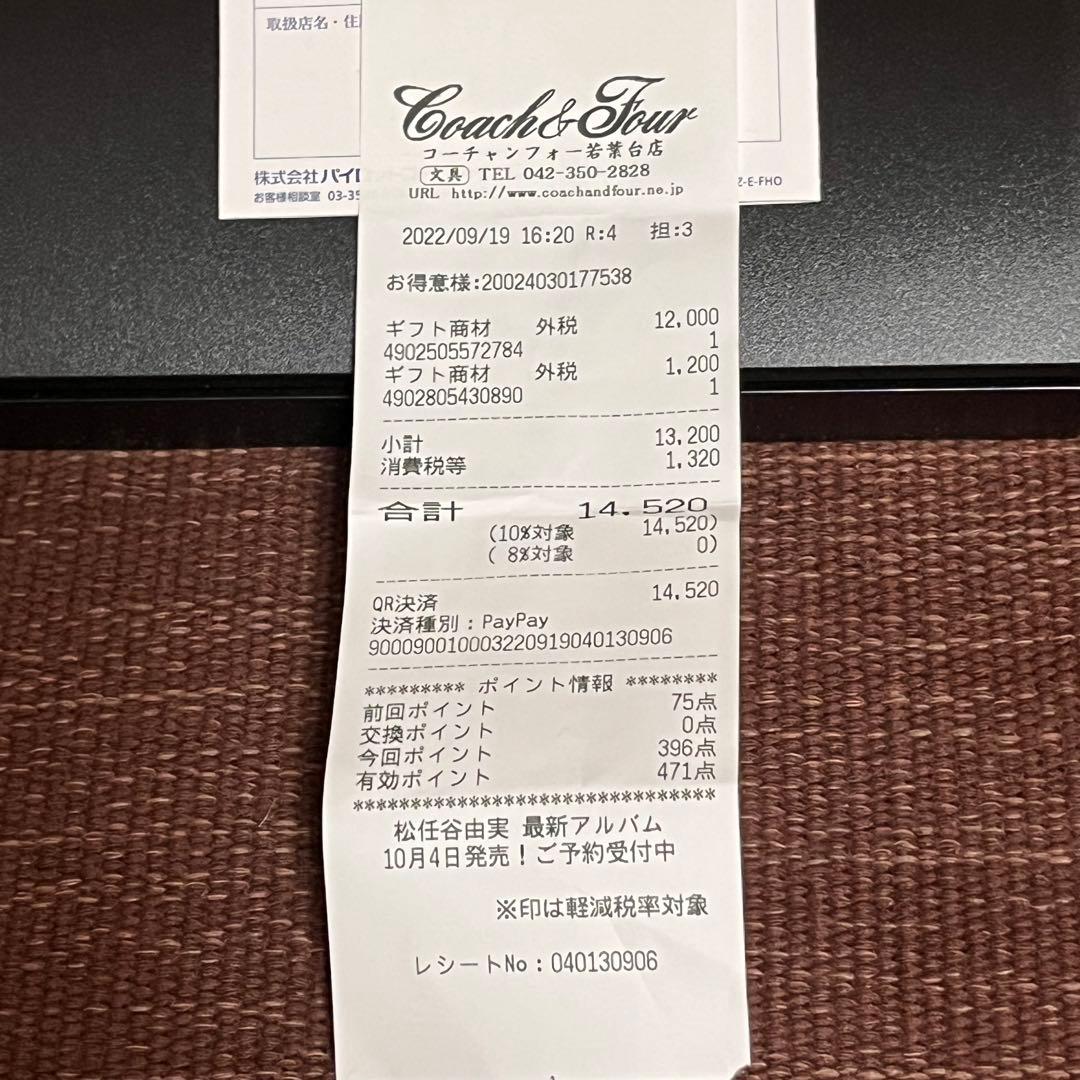 取扱店名・住
株式会社パイロ
お客様相談室 03-35
Z-E-FHO
Coach&Four
コーチャンフォー若葉台店
(文具) TEL 042-350-2828
URL http://www.coachandfour.ne.jp
2022/09/19 16:20 R:4 担:3
お得意様:20024030177538
ギフト商材 外税 12,000
4902505572784 1
ギフト商材 外税 1,200
4902805430890 1
小計 13,200
消費税等 1,320
合計 14,520
(10%対象 14,520)
( 8%対象 0)
QR決済 14,520
決済種別:PayPay
900090010003220919040130906
********* ポイント情報 ********
前回ポイント 75点
交換ポイント 0点
今回ポイント 396点
有効ポイント 471点
*******************************
松任谷由実 最新アルバム
10月4日発売!ご予約受付中
※印は軽減税率対象
レシートNo:040130906